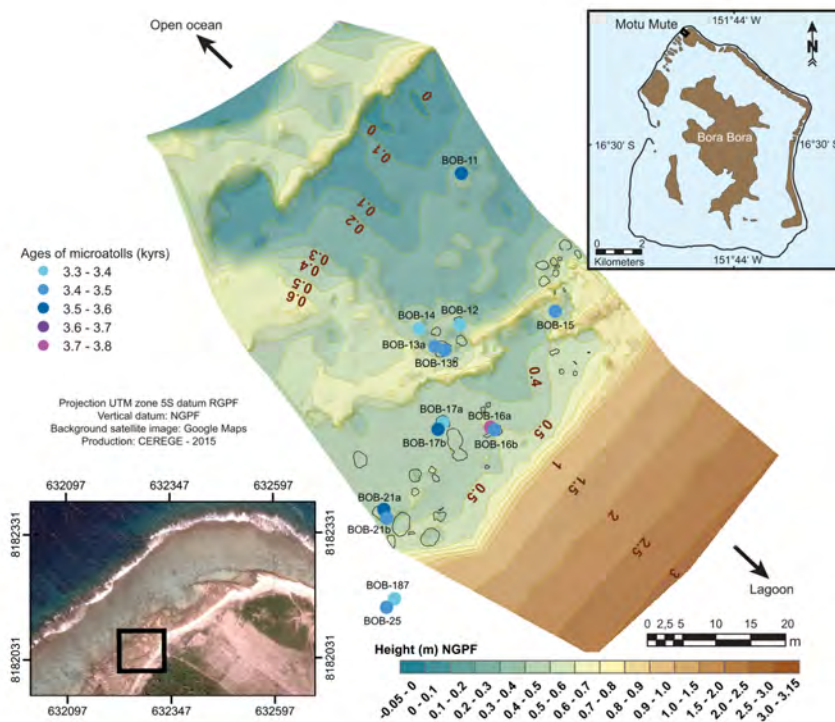 Open ocean
Motu Mute
151°44' W
N
Bora Bora
16°30' S
16°30' S
0 2
Kilometers
151°44' W
0
0
0.1
0.1
0.2
0.3
0.4
0.5
0.6
BOB-11
Ages of microatolls (kyrs)
3.3 - 3.4
3.4 - 3.5
3.5 - 3.6
3.6 - 3.7
3.7 - 3.8
BOB-14
BOB-12
BOB-15
BOB-13a
BOB-13b
0.4
Projection UTM zone 5S datum RGPF
Vertical datum: NGPF
Background satellite image: Google Maps
Production: CEREGE - 2015
BOB-17a
BOB-16a
BOB-17b
BOB-16b
0.5
1
1.5
2
2.5
3
0.5
BOB-21a
BOB-21b
BOB-187
BOB-25
Lagoon
632097 632347 632597
8182331
8182331
8182031
8182031
632097 632347 632597
0 2,5 5 10 15 20
m
Height (m) NGPF
-0.05 - 0
0 - 0.1
0.1 - 0.2
0.2 - 0.3
0.3 - 0.4
0.4 - 0.5
0.5 - 0.6
0.6 - 0.7
0.7 - 0.8
0.8 - 0.9
0.9 - 1.0
1.0 - 1.5
1.5 - 2.0
2.0 - 2.5
2.5 - 3.0
3.0 - 3.15